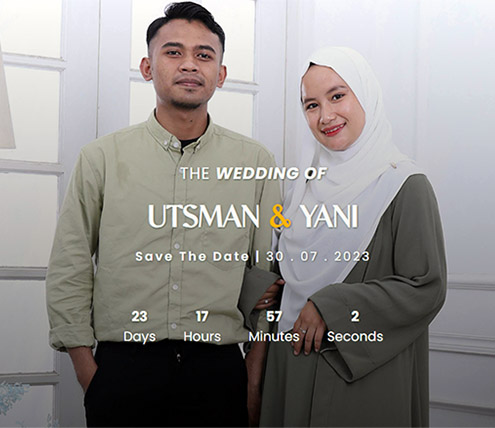 THE WEDDING OF
UTSMAN & YANI
Save The Date | 30 . 07 . 2023
23 17 57 2
Days Hours Minutes Seconds